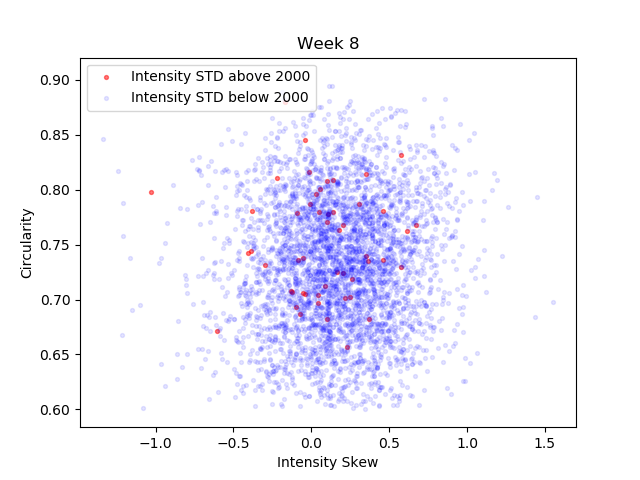 Week 8
Intensity STD above 2000
Intensity STD below 2000
0.90
0.85
0.80
0.75
0.70
0.65
0.60
Circularity
−1.0 −0.5 0.0 0.5 1.0 1.5
Intensity Skew